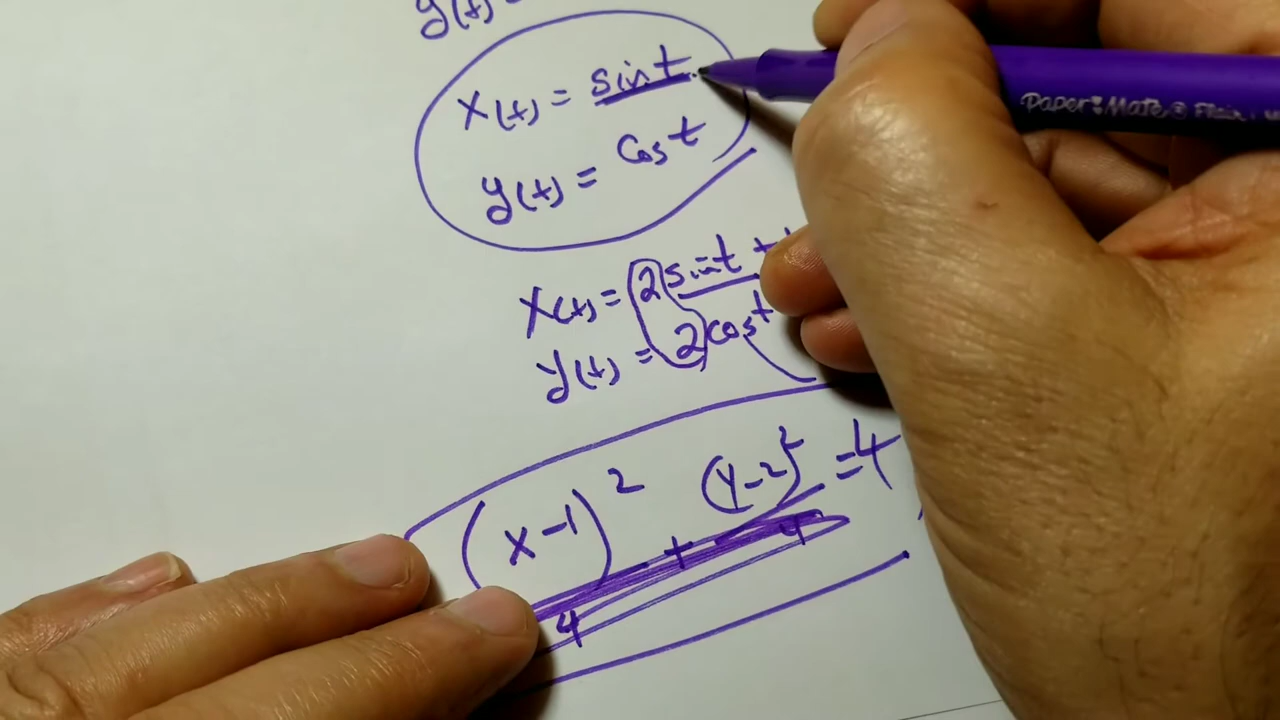 y(t)
x(t) = sin t
y(t) = cos t
x(t) = 2 sin t +
y(t) = 2 cos t
(x-1)² + (y-2)² = 4
4 4
Paper Mate® Flair